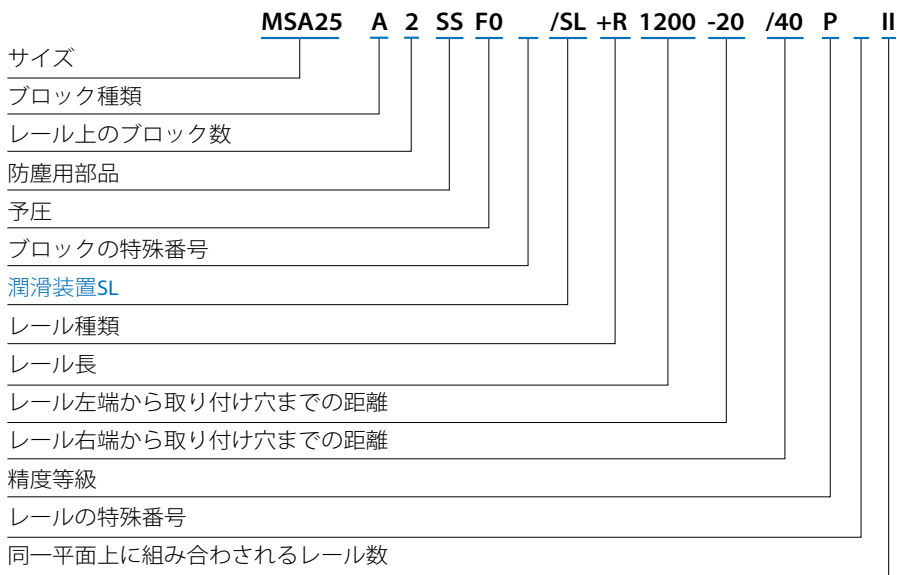 MSA25 A 2 SS F0 /SL +R 1200 -20 /40 P II
サイズ
ブロック種類
レール上のブロック数
防塵用部品
予圧
ブロックの特殊番号
潤滑装置SL
レール種類
レール長
レール左端から取り付け穴までの距離
レール右端から取り付け穴までの距離
精度等級
レールの特殊番号
同一平面上に組み合わされるレール数